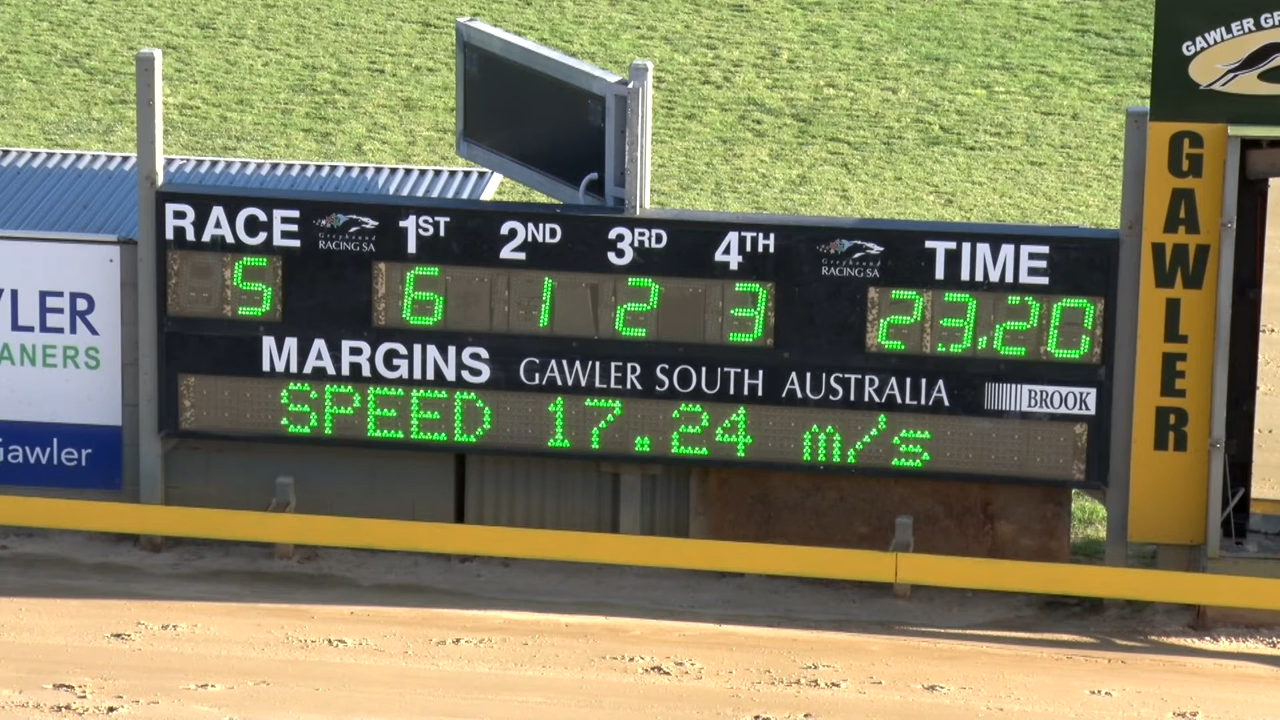 GAWLER GR
GAWLER
RACE
Greyhound
RACING SA
1ST 2ND 3RD 4TH
Greyhound
RACING SA
TIME
5 6 1 2 3 23.20
MARGINS GAWLER SOUTH AUSTRALIA BROOK
SPEED 17.24 m/s
LER
ANERS
Gawler